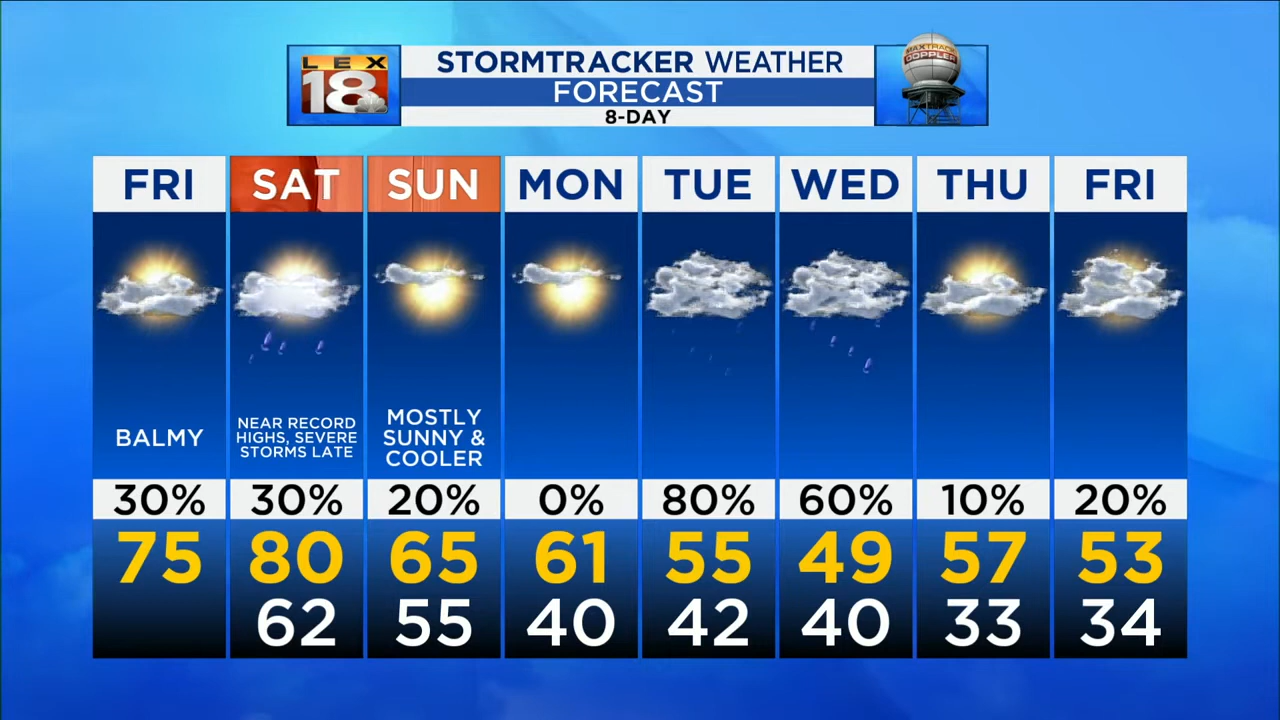 LEX
18
STORMTRACKER WEATHER
FORECAST
8-DAY
MAXTRACK
DOPPLER
FRI SAT SUN MON TUE WED THU FRI
BALMY
NEAR RECORD
HIGHS, SEVERE
STORMS LATE
MOSTLY
SUNNY &
COOLER
30% 30% 20% 0% 80% 60% 10% 20%
75 80 65 61 55 49 57 53
62 55 40 42 40 33 34